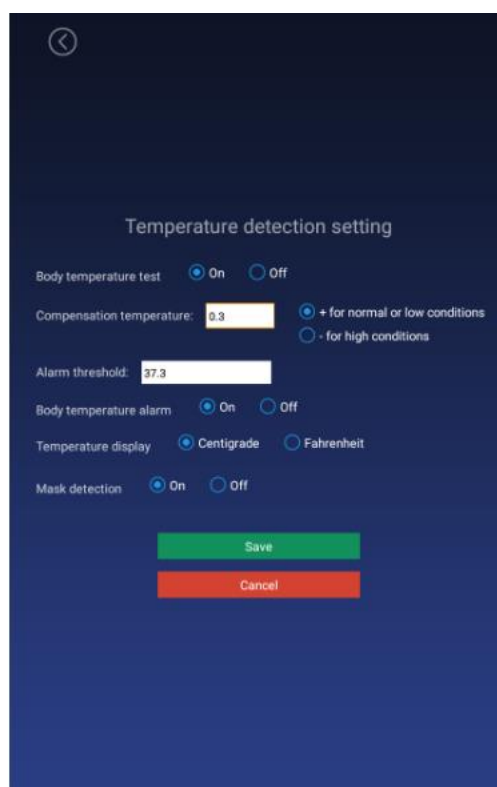 Temperature detection setting
Body temperature test On Off
Compensation temperature: 0.3 + for normal or low conditions
- for high conditions
Alarm threshold: 37.3
Body temperature alarm On Off
Temperature display Centigrade Fahrenheit
Mask detection On Off
Save
Cancel